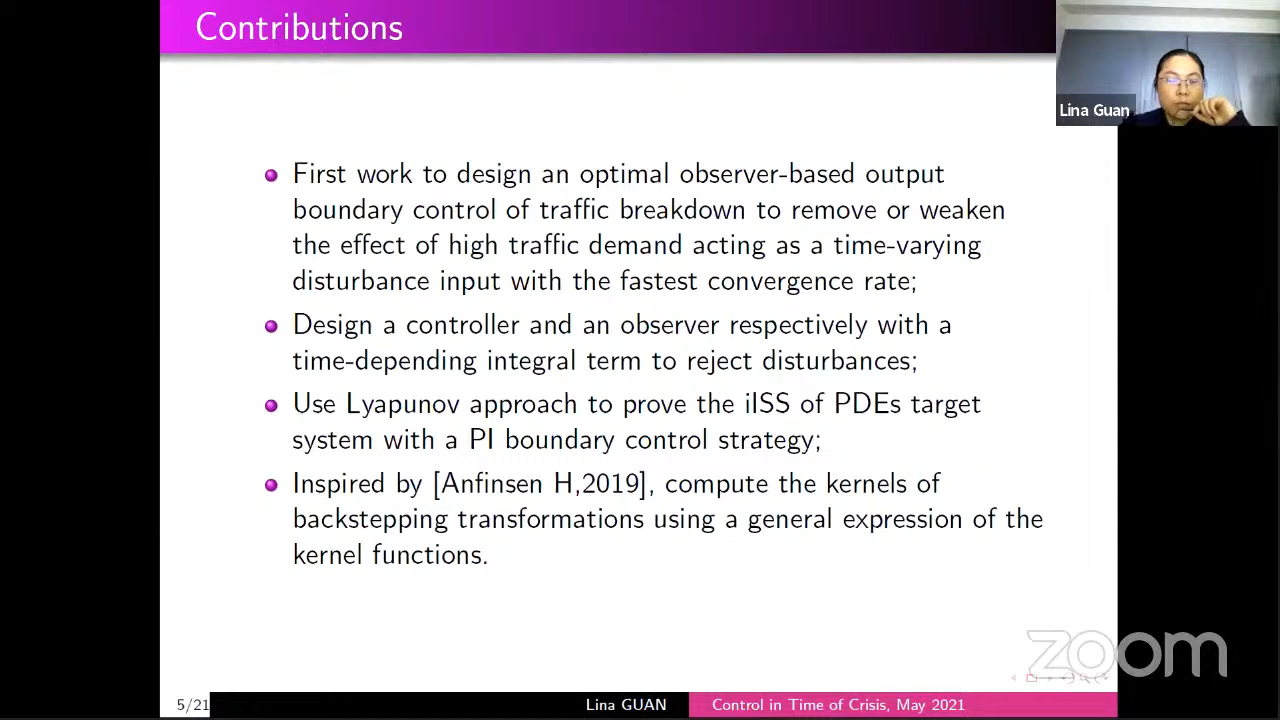 Contributions
Lina Guan
First work to design an optimal observer-based output
boundary control of traffic breakdown to remove or weaken
the effect of high traffic demand acting as a time-varying
disturbance input with the fastest convergence rate;
Design a controller and an observer respectively with a
time-depending integral term to reject disturbances;
Use Lyapunov approach to prove the iISS of PDEs target
system with a PI boundary control strategy;
Inspired by [Anfinsen H,2019], compute the kernels of
backstepping transformations using a general expression of the
kernel functions.
zoom
5/21
Lina GUAN
Control in Time of Crisis, May 2021